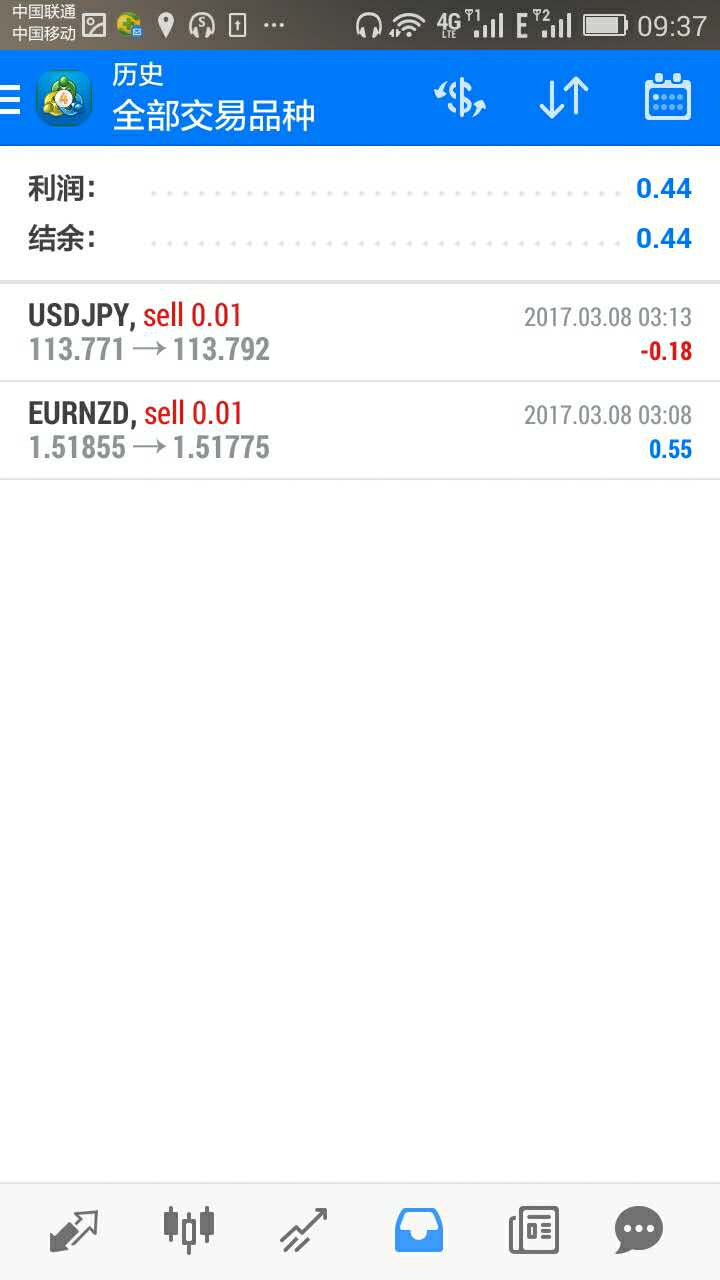 中国联通
中国移动
4G LTE T1 E T2 09:37
历史
全部交易品种
利润: 0.44
结余: 0.44
USDJPY, sell 0.01 2017.03.08 03:13
113.771 → 113.792 -0.18
EURNZD, sell 0.01 2017.03.08 03:08
1.51855 → 1.51775 0.55